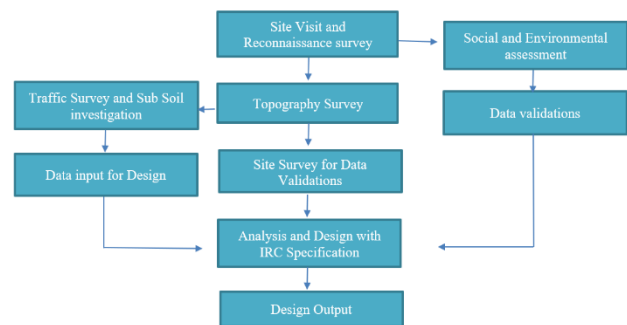 Site Visit and
Reconnaissance survey
Social and Environmental
assessment
Traffic Survey and Sub Soil
investigation
Topography Survey
Data validations
Data input for Design
Site Survey for Data
Validations
Analysis and Design with
IRC Specification
Design Output